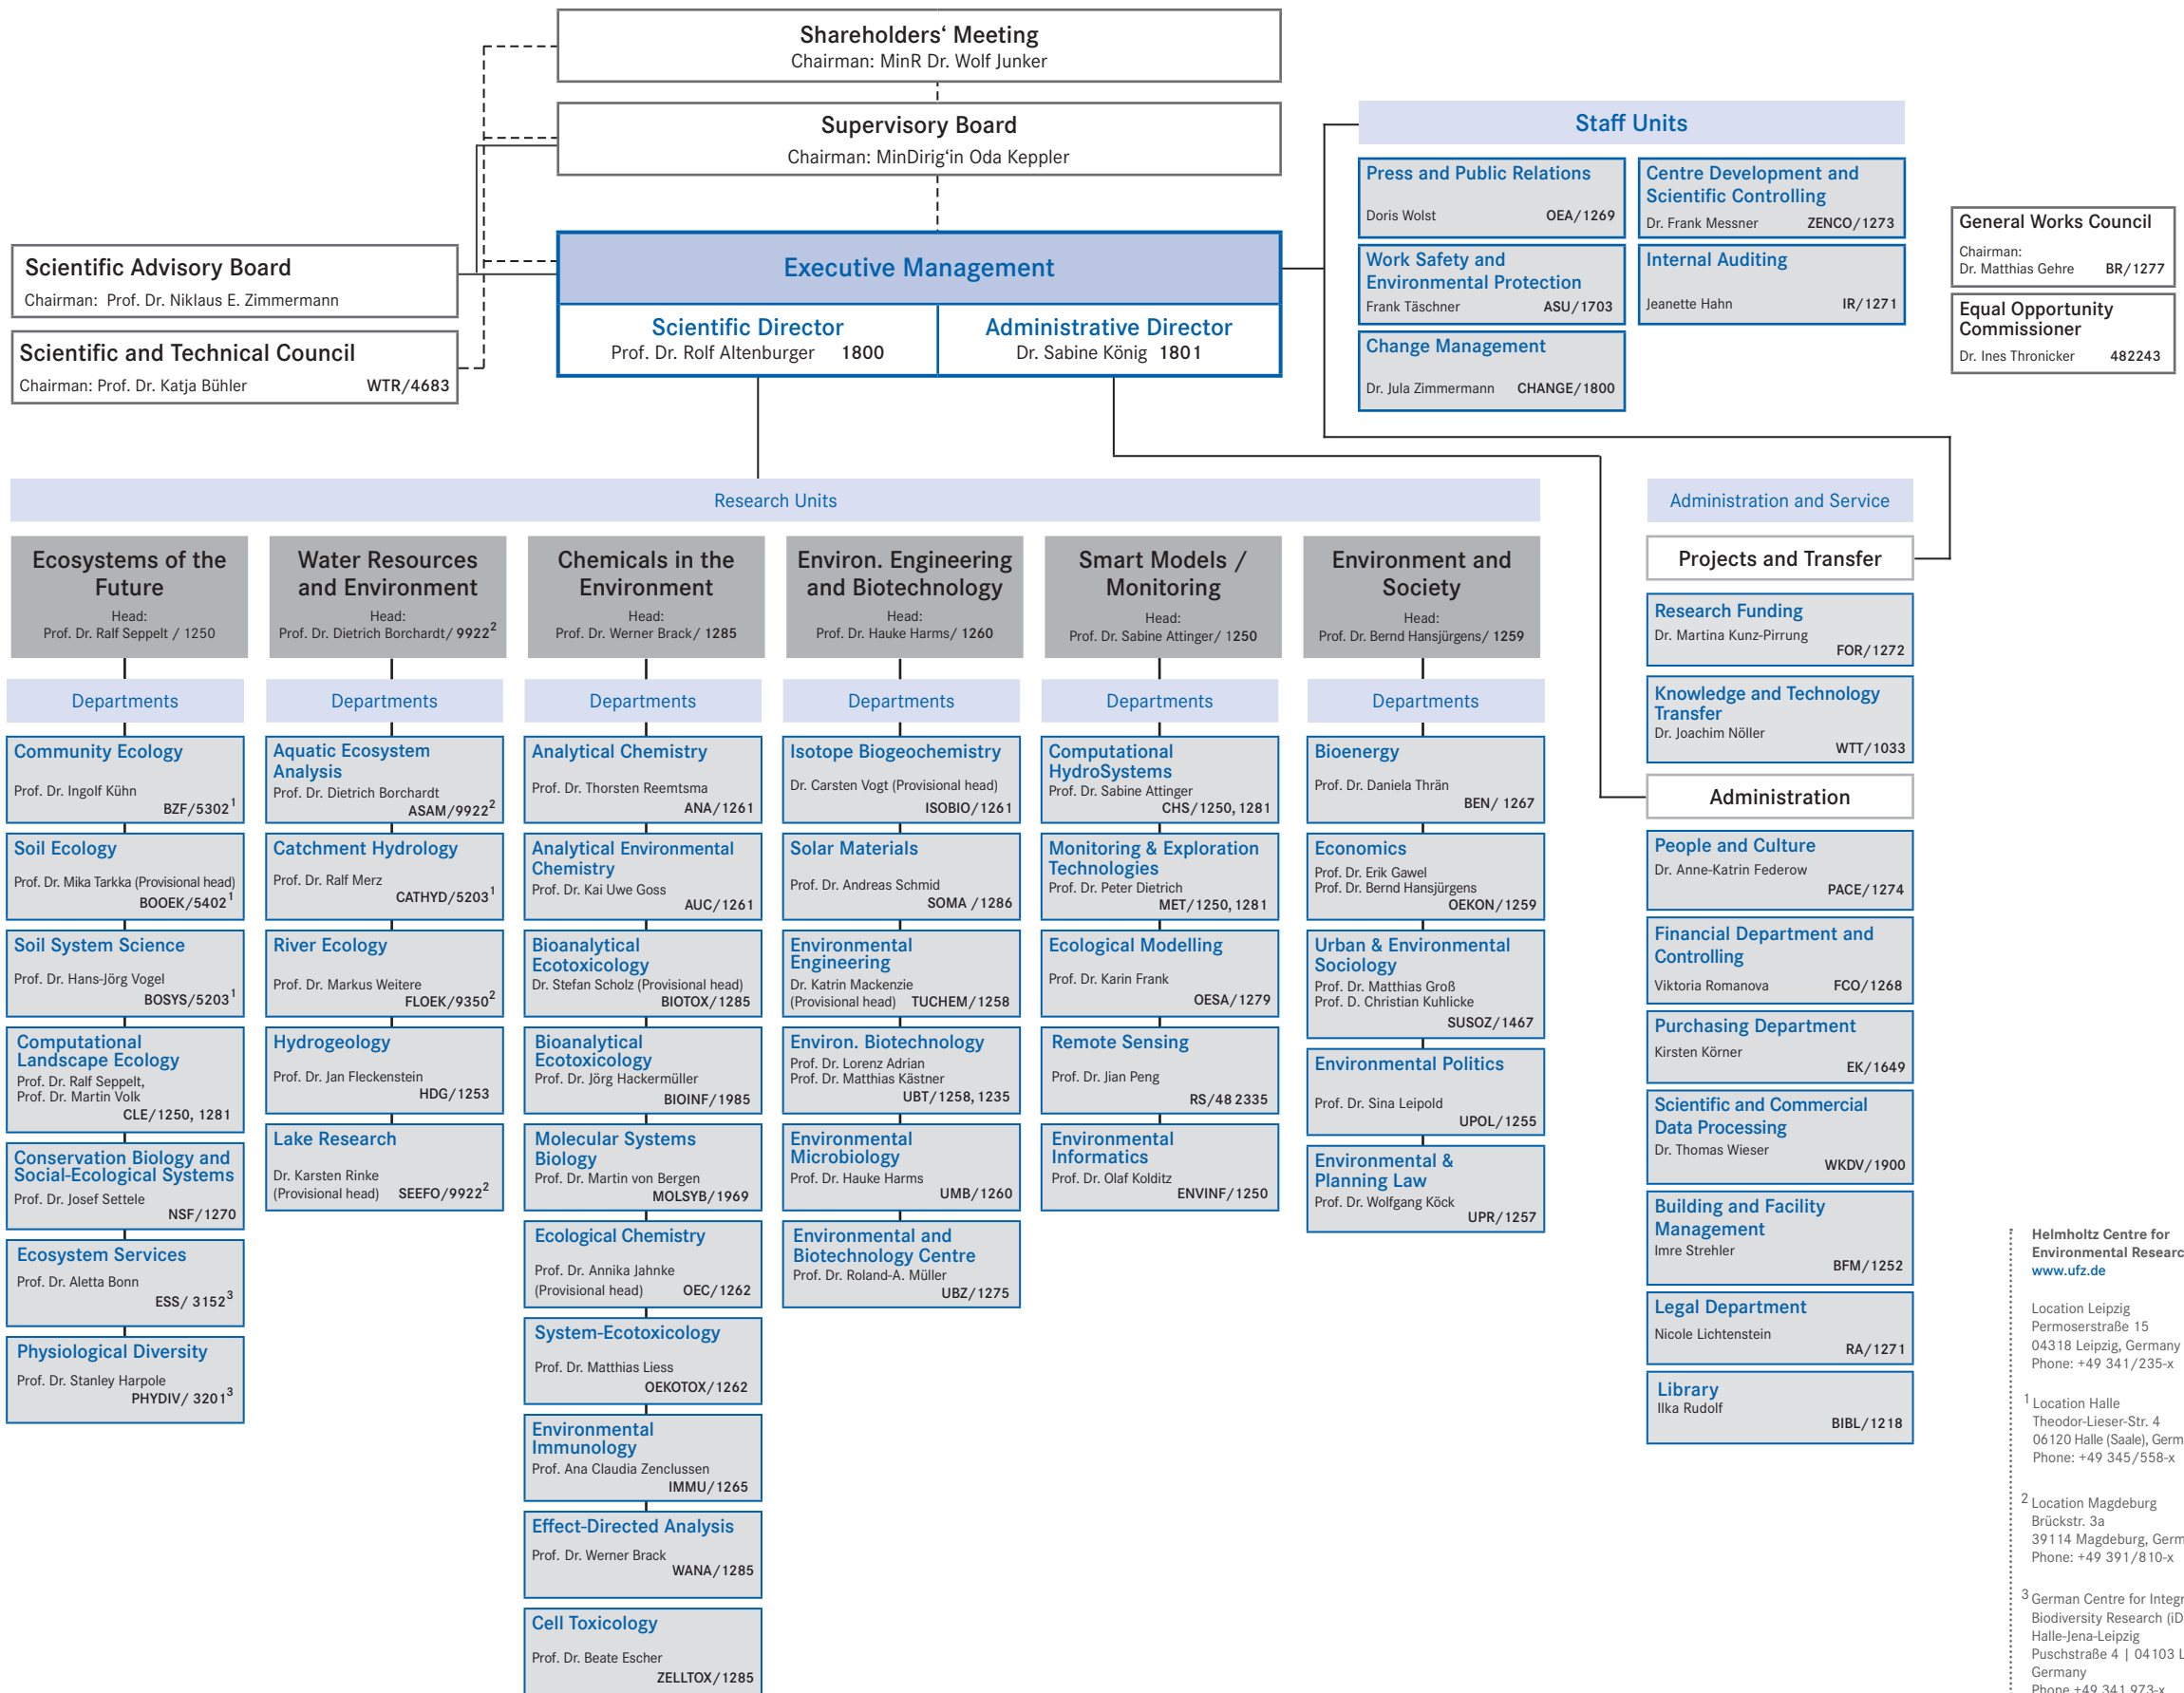 Shareholders‘ Meeting
Chairman: MinR Dr. Wolf Junker
Supervisory Board
Chairman: MinDirig‘in Oda Keppler
Scientific Advisory Board
Chairman: Prof. Dr. Niklaus E. Zimmermann
Scientific and Technical Council
Chairman: Prof. Dr. Katja Bühler WTR/4683
Executive Management
Scientific Director
Prof. Dr. Rolf Altenburger 1800
Administrative Director
Dr. Sabine König 1801
Staff Units
Press and Public Relations
Doris Wolst OEA/1269
Centre Development and
Scientific Controlling
Dr. Frank Messner ZENCO/1273
Work Safety and
Environmental Protection
Frank Täschner ASU/1703
Internal Auditing
Jeanette Hahn IR/1271
Change Management
Dr. Jula Zimmermann CHANGE/1800
General Works Council
Chairman:
Dr. Matthias Gehre BR/1277
Equal Opportunity
Commissioner
Dr. Ines Thronicker 482243
Research Units
Ecosystems of the
Future
Head:
Prof. Dr. Ralf Seppelt / 1250
Departments
Community Ecology
Prof. Dr. Ingolf Kühn
BZF/5302¹
Soil Ecology
Prof. Dr. Mika Tarkka (Provisional head)
BOOEK/5402¹
Soil System Science
Prof. Dr. Hans-Jörg Vogel
BOSYS/5203¹
Computational
Landscape Ecology
Prof. Dr. Ralf Seppelt,
Prof. Dr. Martin Volk
CLE/1250, 1281
Conservation Biology and
Social-Ecological Systems
Prof. Dr. Josef Settele
NSF/1270
Ecosystem Services
Prof. Dr. Aletta Bonn
ESS/ 3152³
Physiological Diversity
Prof. Dr. Stanley Harpole
PHYDIV/ 3201³
Water Resources
and Environment
Head:
Prof. Dr. Dietrich Borchardt/ 9922²
Departments
Aquatic Ecosystem
Analysis
Prof. Dr. Dietrich Borchardt
ASAM/9922²
Catchment Hydrology
Prof. Dr. Ralf Merz
CATHYD/5203¹
River Ecology
Prof. Dr. Markus Weitere
FLOEK/9350²
Hydrogeology
Prof. Dr. Jan Fleckenstein
HDG/1253
Lake Research
Dr. Karsten Rinke
(Provisional head) SEEFO/9922²
Chemicals in the
Environment
Head:
Prof. Dr. Werner Brack/ 1285
Departments
Analytical Chemistry
Prof. Dr. Thorsten Reemtsma
ANA/1261
Analytical Environmental
Chemistry
Prof. Dr. Kai Uwe Goss
AUC/1261
Bioanalytical
Ecotoxicology
Dr. Stefan Scholz (Provisional head)
BIOTOX/1285
Bioanalytical
Ecotoxicology
Prof. Dr. Jörg Hackermüller
BIOINF/1985
Molecular Systems
Biology
Prof. Dr. Martin von Bergen
MOLSYB/1969
Ecological Chemistry
Prof. Dr. Annika Jahnke
(Provisional head) OEC/1262
System-Ecotoxicology
Prof. Dr. Matthias Liess
OEKOTOX/1262
Environmental
Immunology
Prof. Ana Claudia Zenclussen
IMMU/1265
Effect-Directed Analysis
Prof. Dr. Werner Brack
WANA/1285
Cell Toxicology
Prof. Dr. Beate Escher
ZELLTOX/1285
Environ. Engineering
and Biotechnology
Head:
Prof. Dr. Hauke Harms/ 1260
Departments
Isotope Biogeochemistry
Dr. Carsten Vogt (Provisional head)
ISOBIO/1261
Solar Materials
Prof. Dr. Andreas Schmid
SOMA /1286
Environmental
Engineering
Dr. Katrin Mackenzie
(Provisional head) TUCHEM/1258
Environ. Biotechnology
Prof. Dr. Lorenz Adrian
Prof. Dr. Matthias Kästner
UBT/1258, 1235
Environmental
Microbiology
Prof. Dr. Hauke Harms
UMB/1260
Environmental and
Biotechnology Centre
Prof. Dr. Roland-A. Müller
UBZ/1275
Smart Models /
Monitoring
Head:
Prof. Dr. Sabine Attinger/ 1250
Departments
Computational
HydroSystems
Prof. Dr. Sabine Attinger
CHS/1250, 1281
Monitoring & Exploration
Technologies
Prof. Dr. Peter Dietrich
MET/1250, 1281
Ecological Modelling
Prof. Dr. Karin Frank
OESA/1279
Remote Sensing
Prof. Dr. Jian Peng
RS/48 2335
Environmental
Informatics
Prof. Dr. Olaf Kolditz
ENVINF/1250
Environment and
Society
Head:
Prof. Dr. Bernd Hansjürgens/ 1259
Departments
Bioenergy
Prof. Dr. Daniela Thrän
BEN/ 1267
Economics
Prof. Dr. Erik Gawel
Prof. Dr. Bernd Hansjürgens
OEKON/1259
Urban & Environmental
Sociology
Prof. Dr. Matthias Groß
Prof. D. Christian Kuhlicke
SUSOZ/1467
Environmental Politics
Prof. Dr. Sina Leipold
UPOL/1255
Environmental &
Planning Law
Prof. Dr. Wolfgang Köck
UPR/1257
Administration and Service
Projects and Transfer
Research Funding
Dr. Martina Kunz-Pirrung
FOR/1272
Knowledge and Technology
Transfer
Dr. Joachim Nöller
WTT/1033
Administration
People and Culture
Dr. Anne-Katrin Federow
PACE/1274
Financial Department and
Controlling
Viktoria Romanova FCO/1268
Purchasing Department
Kirsten Körner
EK/1649
Scientific and Commercial
Data Processing
Dr. Thomas Wieser
WKDV/1900
Building and Facility
Management
Imre Strehler
BFM/1252
Legal Department
Nicole Lichtenstein
RA/1271
Library
Ilka Rudolf
BIBL/1218
Helmholtz Centre for
Environmental Researc
www.ufz.de
Location Leipzig
Permoserstraße 15
04318 Leipzig, Germany
Phone: +49 341/235-x
¹ Location Halle
Theodor-Lieser-Str. 4
06120 Halle (Saale), Germ
Phone: +49 345/558-x
² Location Magdeburg
Brückstr. 3a
39114 Magdeburg, Germ
Phone: +49 391/810-x
³ German Centre for Integr
Biodiversity Research (iD
Halle-Jena-Leipzig
Puschstraße 4 | 04103 L
Germany
Phone +49 341 973-x